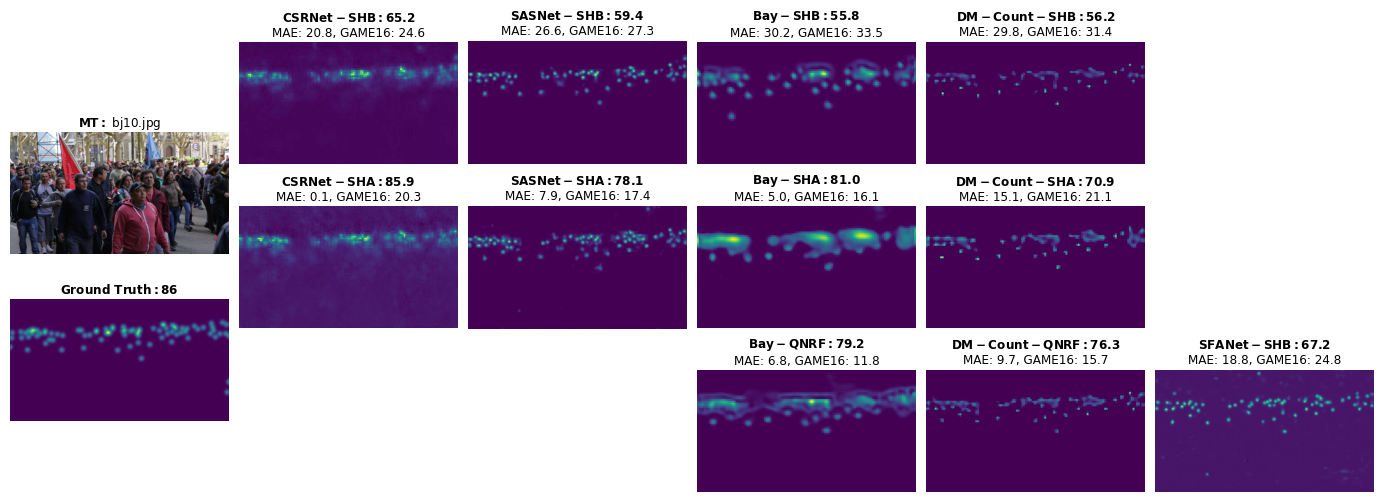 CSRNet − SHB : 65.2
MAE: 20.8, GAME16: 24.6
SASNet − SHB : 59.4
MAE: 26.6, GAME16: 27.3
Bay − SHB : 55.8
MAE: 30.2, GAME16: 33.5
DM − Count − SHB : 56.2
MAE: 29.8, GAME16: 31.4
MT : bj10.jpg
CSRNet − SHA : 85.9
MAE: 0.1, GAME16: 20.3
SASNet − SHA : 78.1
MAE: 7.9, GAME16: 17.4
Bay − SHA : 81.0
MAE: 5.0, GAME16: 16.1
DM − Count − SHA : 70.9
MAE: 15.1, GAME16: 21.1
Ground Truth : 86
Bay − QNRF : 79.2
MAE: 6.8, GAME16: 11.8
DM − Count − QNRF : 76.3
MAE: 9.7, GAME16: 15.7
SFANet − SHB : 67.2
MAE: 18.8, GAME16: 24.8